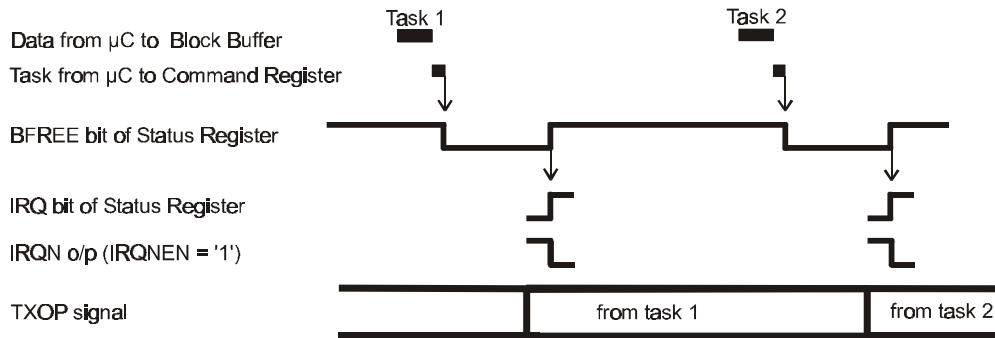 Task 1 Task 2
Data from µC to Block Buffer
Task from µC to Command Register
BFREE bit of Status Register
IRQ bit of Status Register
IRQN o/p (IRQNEN = '1')
TXOP signal from task 1 from task 2